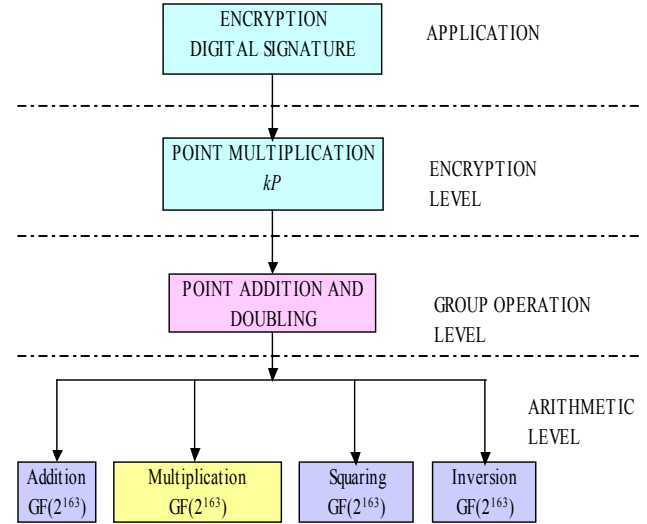 ENCRYPTION
DIGITAL SIGNATURE
APPLICATION
POINT MULTIPLICATION
kP
ENCRYPTION
LEVEL
POINT ADDITION AND
DOUBLING
GROUP OPERATION
LEVEL
ARITHMETIC
LEVEL
Addition
GF(2¹⁶³)
Multiplication
GF(2¹⁶³)
Squaring
GF(2¹⁶³)
Inversion
GF(2¹⁶³)